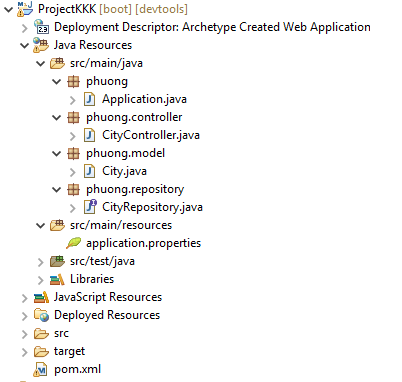 ProjectKKK [boot] [devtools]
Deployment Descriptor: Archetype Created Web Application
Java Resources
src/main/java
phuong
Application.java
phuong.controller
CityController.java
phuong.model
City.java
phuong.repository
CityRepository.java
src/main/resources
application.properties
src/test/java
Libraries
JavaScript Resources
Deployed Resources
src
target
pom.xml